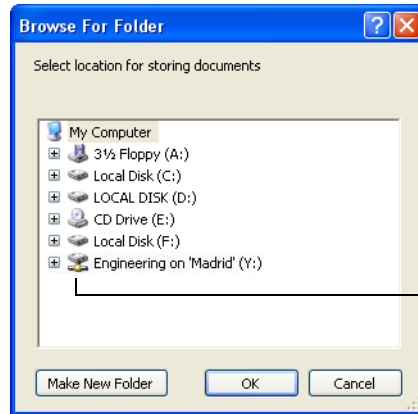 Browse For Folder
Select location for storing documents
My Computer
3½ Floppy (A:)
Local Disk (C:)
LOCAL DISK (D:)
CD Drive (E:)
Local Disk (F:)
Engineering on 'Madrid' (Y:)
Make New Folder OK Cancel